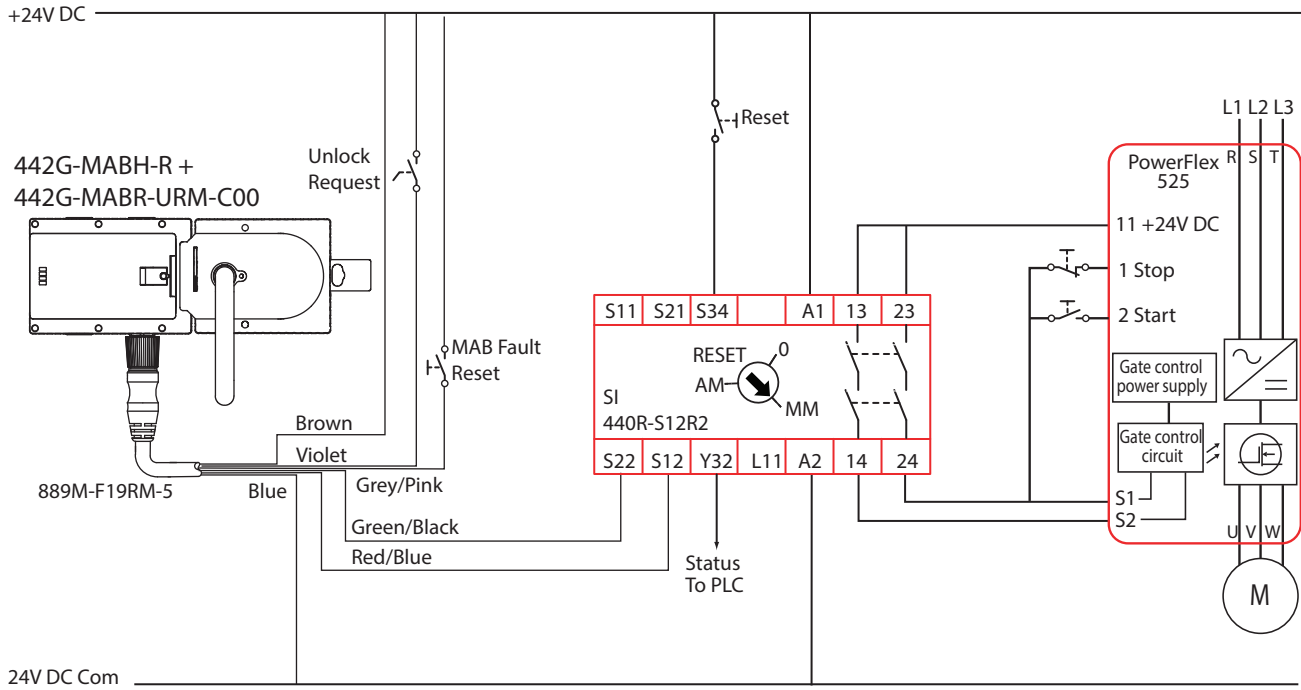 +24V DC
442G-MABH-R +
442G-MABR-URM-C00
Unlock
Request
Reset
MAB Fault
Reset
Brown
Violet
Grey/Pink
Blue
Green/Black
Red/Blue
889M-F19RM-5
S11 S21 S34 A1 13 23
RESET
0
AM
MM
SI
440R-S12R2
S22 S12 Y32 L11 A2 14 24
Status
To PLC
L1 L2 L3
R S T
PowerFlex
525
11 +24V DC
1 Stop
2 Start
Gate control
power supply
Gate control
circuit
S1
S2
U V W
M
24V DC Com